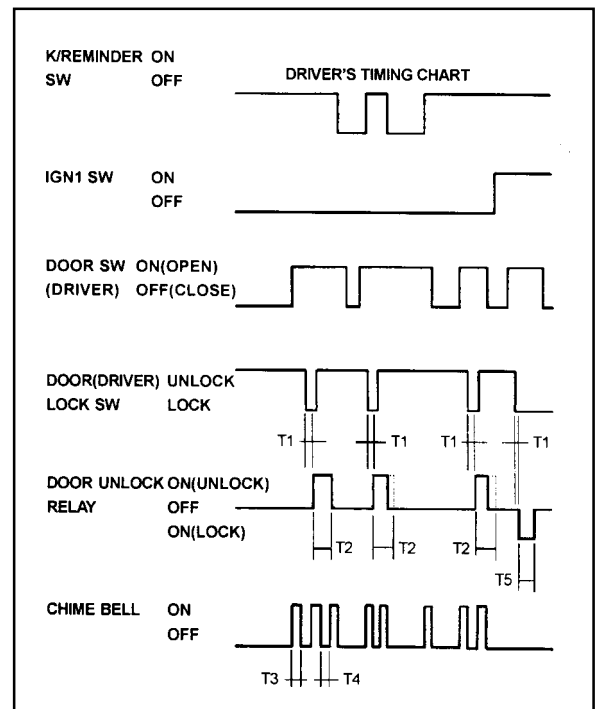 K/REMINDER ON
SW OFF
DRIVER'S TIMING CHART
IGN1 SW ON
OFF
DOOR SW ON(OPEN)
(DRIVER) OFF(CLOSE)
DOOR(DRIVER) UNLOCK
LOCK SW LOCK
T1 T1 T1 T1
DOOR UNLOCK ON(UNLOCK)
RELAY OFF
ON(LOCK)
T2 T2 T2
T5
CHIME BELL ON
OFF
T3 T4